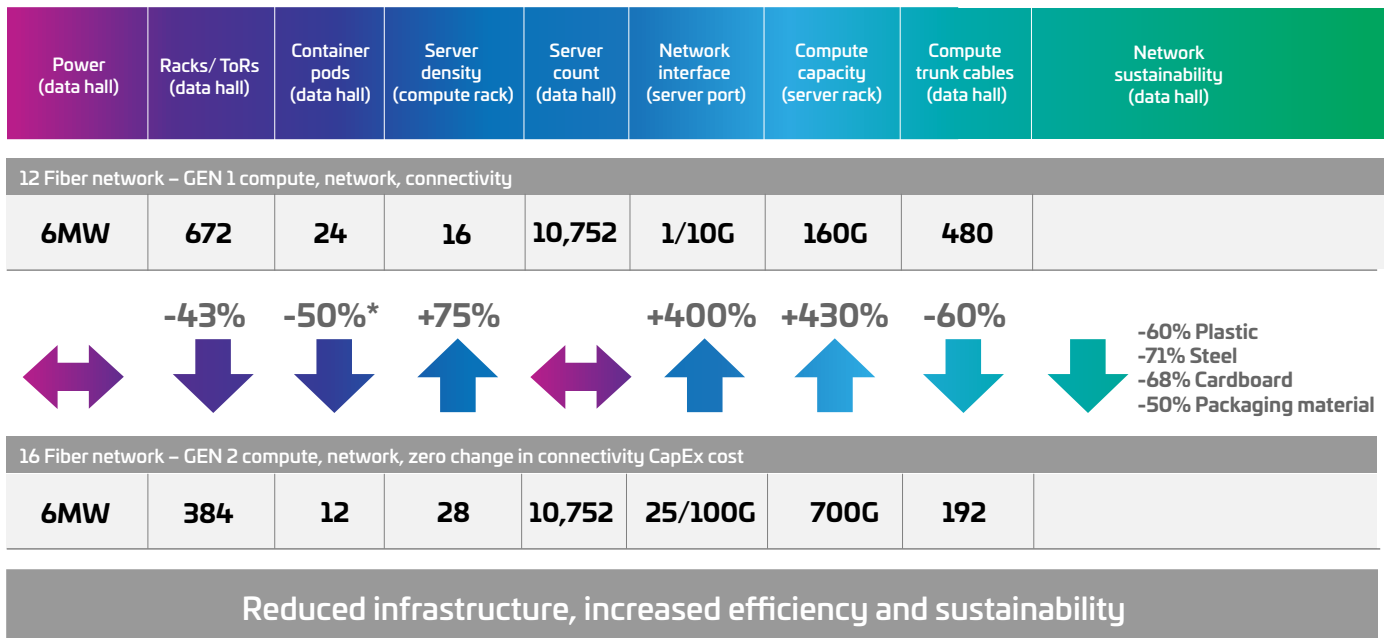 Power
(data hall)
Racks/ ToRs
(data hall)
Container
pods
(data hall)
Server
density
(compute rack)
Server
count
(data hall)
Network
interface
(server port)
Compute
capacity
(server rack)
Compute
trunk cables
(data hall)
Network
sustainability
(data hall)
12 Fiber network – GEN 1 compute, network, connectivity
6MW 672 24 16 10,752 1/10G 160G 480
-43% -50%* +75% +400% +430% -60%
-60% Plastic
-71% Steel
-68% Cardboard
-50% Packaging material
16 Fiber network – GEN 2 compute, network, zero change in connectivity CapEx cost
6MW 384 12 28 10,752 25/100G 700G 192
Reduced infrastructure, increased efficiency and sustainability